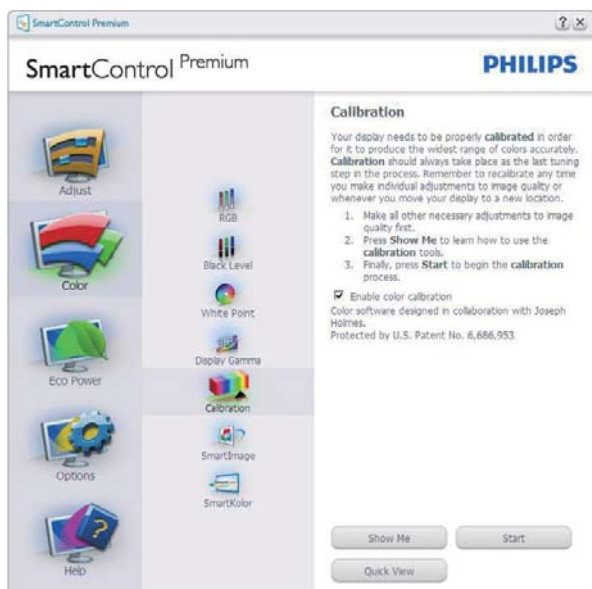 SmartControl Premium
SmartControl Premium
PHILIPS
Adjust
Color
Eco Power
Options
Help
RGB
Black Level
White Point
Display Gamma
Calibration
SmartImage
SmartKolor
Calibration
Your display needs to be properly calibrated in order
for it to produce the widest range of colors accurately.
Calibration should always take place as the last tuning
step in the process. Remember to recalibrate any time
you make individual adjustments to image quality or
whenever you move your display to a new location.
1. Make all other necessary adjustments to image
quality first.
2. Press Show Me to learn how to use the
calibration tools.
3. Finally, press Start to begin the calibration
process.
Enable color calibration
Color software designed in collaboration with Joseph
Holmes.
Protected by U.S. Patent No. 6,686,953
Show Me
Start
Quick View